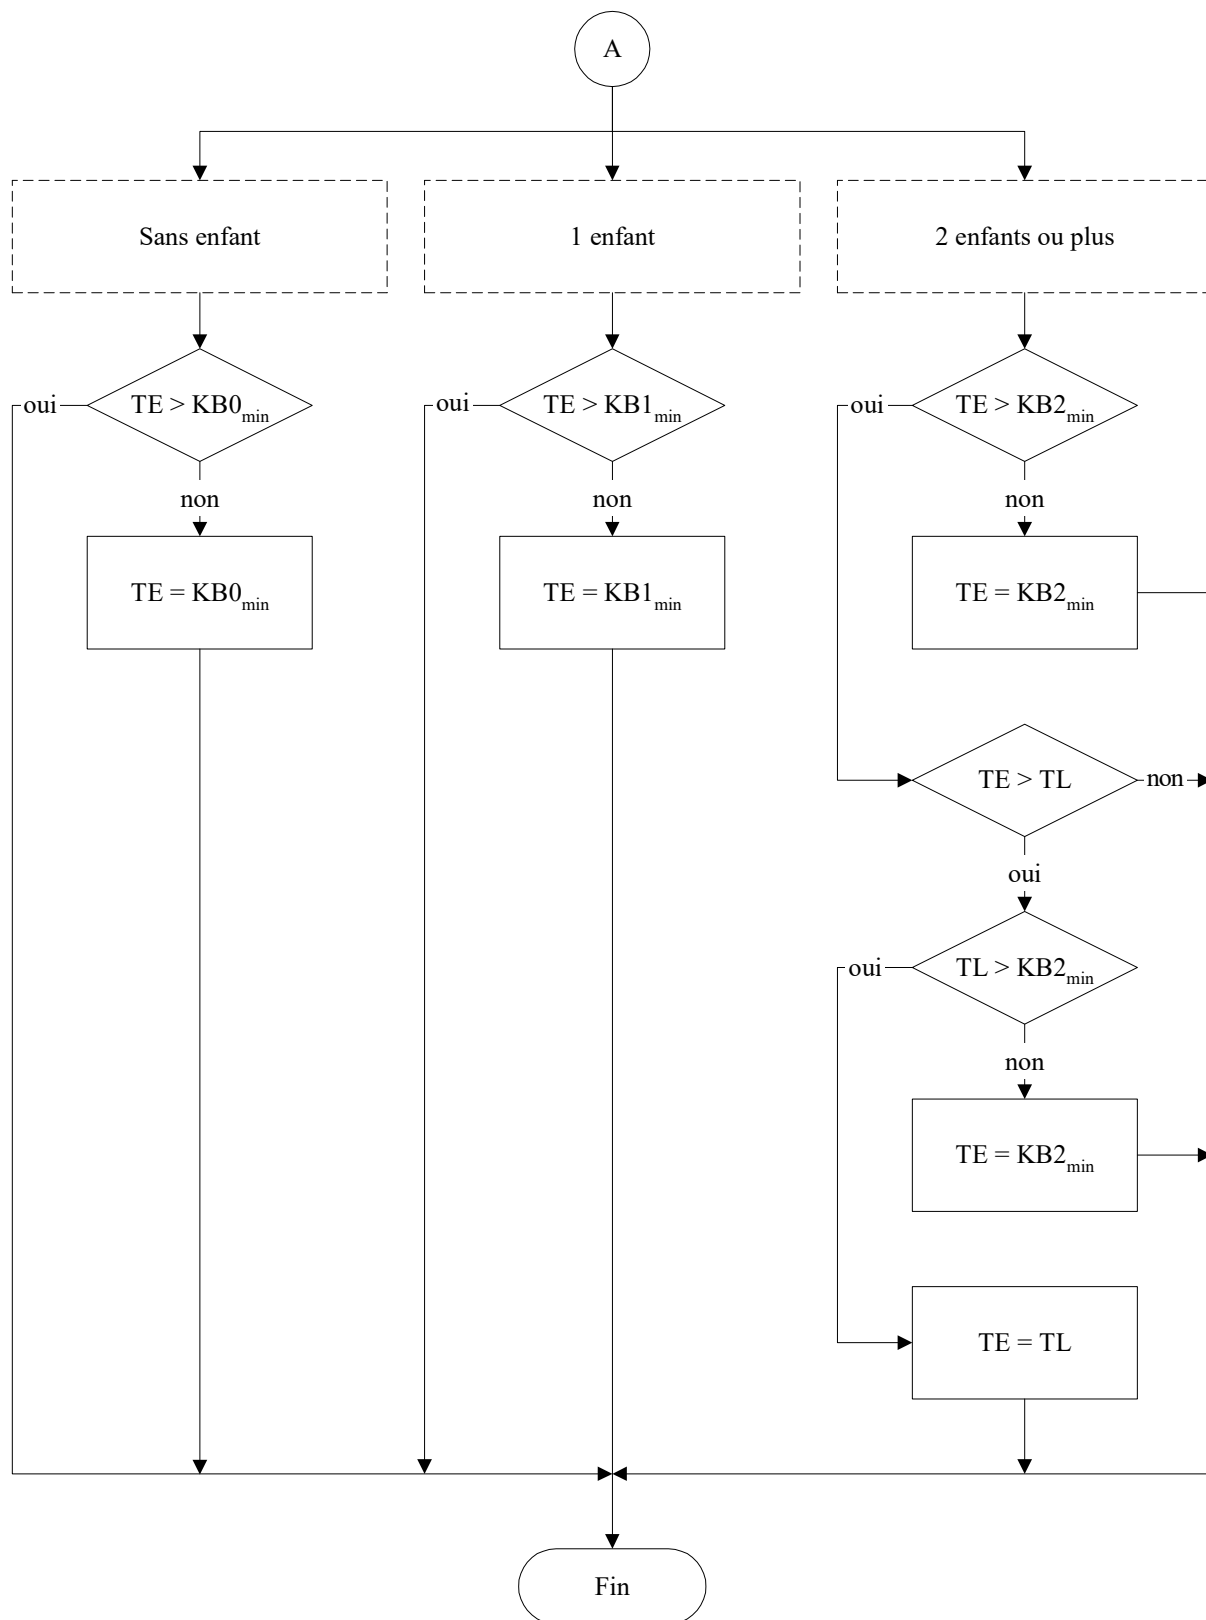 A
Sans enfant
1 enfant
2 enfants ou plus
oui
TE > KB0min
oui
TE > KB1min
oui
TE > KB2min
non
non
non
TE = KB0min
TE = KB1min
TE = KB2min
TE > TL
non
oui
oui
TL > KB2min
non
TE = KB2min
TE = TL
Fin